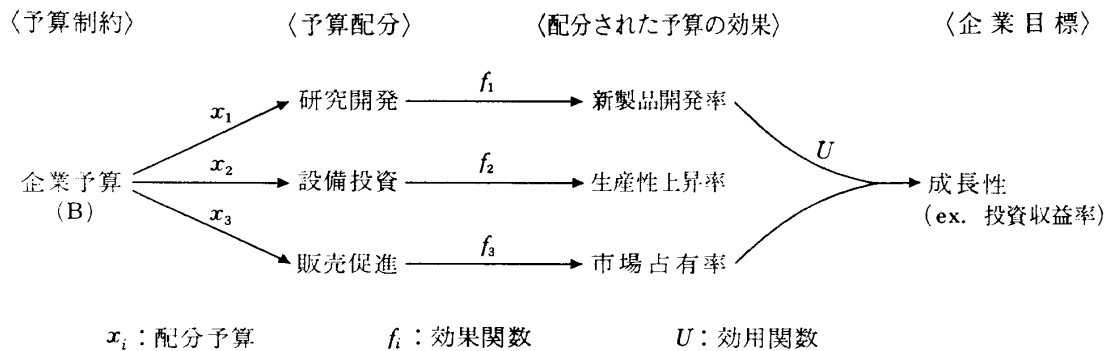 〈予算制約〉 〈予算配分〉 〈配分された予算の効果〉 〈企業目標〉
研究開発 f₁ 新製品開発率
x₁ U
企業予算 x₂ 設備投資 f₂ 生産性上昇率 成長性
(B) (ex. 投資収益率)
x₃
販売促進 f₃ 市場占有率
xᵢ：配分予算 fᵢ：効果関数 U：効用関数